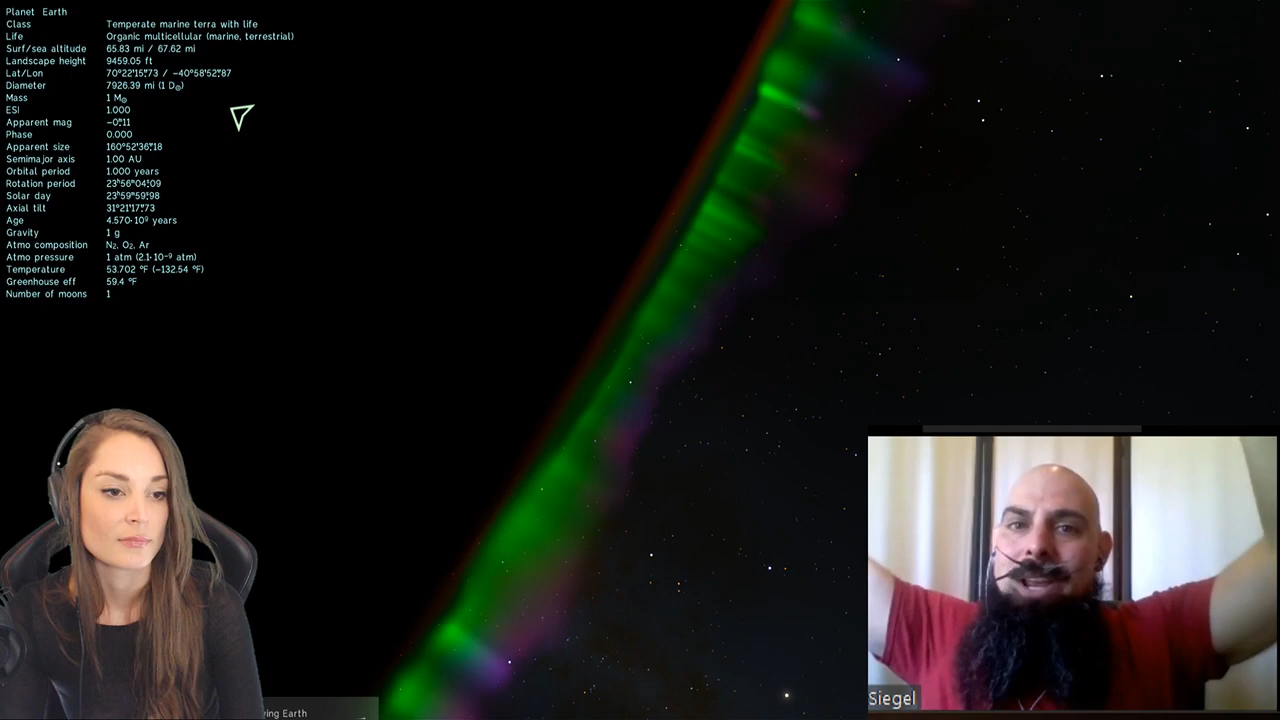 Planet Earth
Class Temperate marine terra with life
Life Organic multicellular (marine, terrestrial)
Surf/sea altitude 65.83 mi / 67.62 mi
Landscape height 9459.05 ft
Lat/Lon 70°22'15."73 / −40°58'52."87
Diameter 7926.39 mi (1 D⊕)
Mass 1 M⊕
ESI 1.000
Apparent mag −0.ᵐ11
Phase 0.000
Apparent size 160°52'36."18
Semimajor axis 1.00 AU
Orbital period 1.000 years
Rotation period 23ʰ56ᵐ04.ˢ09
Solar day 23ʰ59ᵐ59.ˢ98
Axial tilt 31°21'17."73
Age 4.570·10⁹ years
Gravity 1 g
Atmo composition N₂, O₂, Ar
Atmo pressure 1 atm (2.1·10⁻⁹ atm)
Temperature 53.702 °F (−132.54 °F)
Greenhouse eff 59.4 °F
Number of moons 1
Siegel
Earth